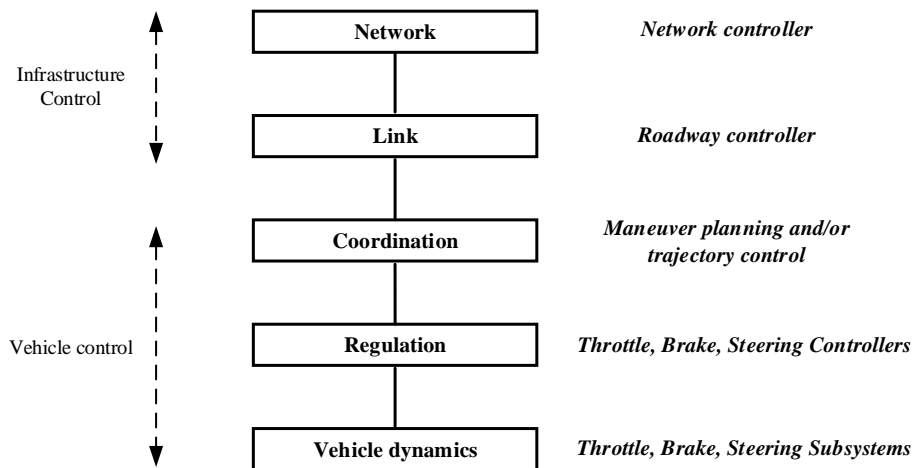 Network
Network controller
Infrastructure
Control
Link
Roadway controller
Coordination
Maneuver planning and/or
trajectory control
Vehicle control
Regulation
Throttle, Brake, Steering Controllers
Vehicle dynamics
Throttle, Brake, Steering Subsystems